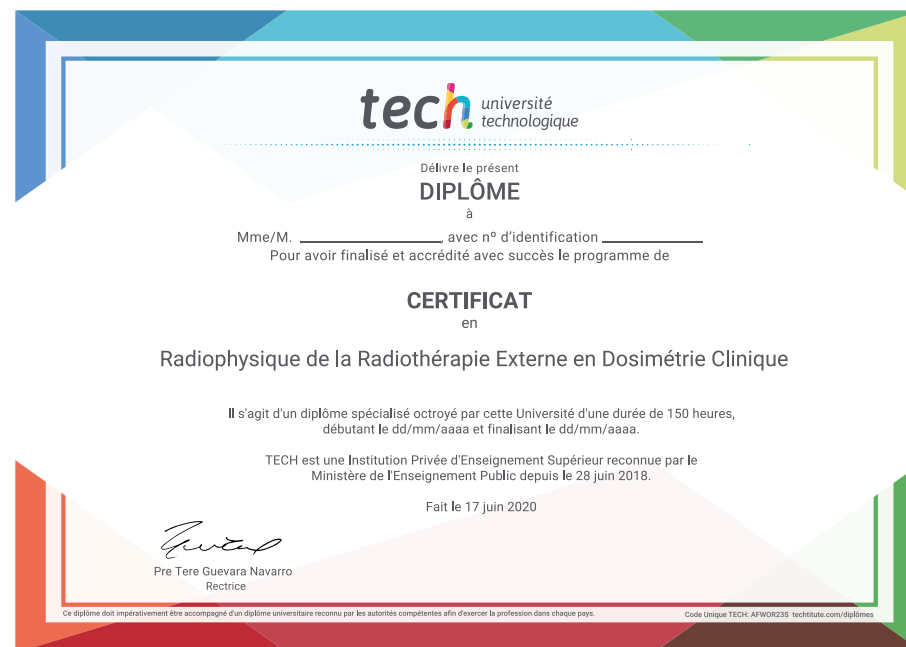 tech université
technologique
Délivre le présent
DIPLÔME
à
Mme/M. ____________________, avec nº d'identification ______________
Pour avoir finalisé et accrédité avec succès le programme de
CERTIFICAT
en
Radiophysique de la Radiothérapie Externe en Dosimétrie Clinique
Il s'agit d'un diplôme spécialisé octroyé par cette Université d'une durée de 150 heures,
débutant le dd/mm/aaaa et finalisant le dd/mm/aaaa.
TECH est une Institution Privée d'Enseignement Supérieur reconnue par le
Ministère de l'Enseignement Public depuis le 28 juin 2018.
Fait le 17 juin 2020
Pre Tere Guevara Navarro
Rectrice
Ce diplôme doit impérativement être accompagné d'un diplôme universitaire reconnu par les autorités compétentes afin d'exercer la profession dans chaque pays.
Code Unique TECH: AFWOR23S techtitute.com/diplômes